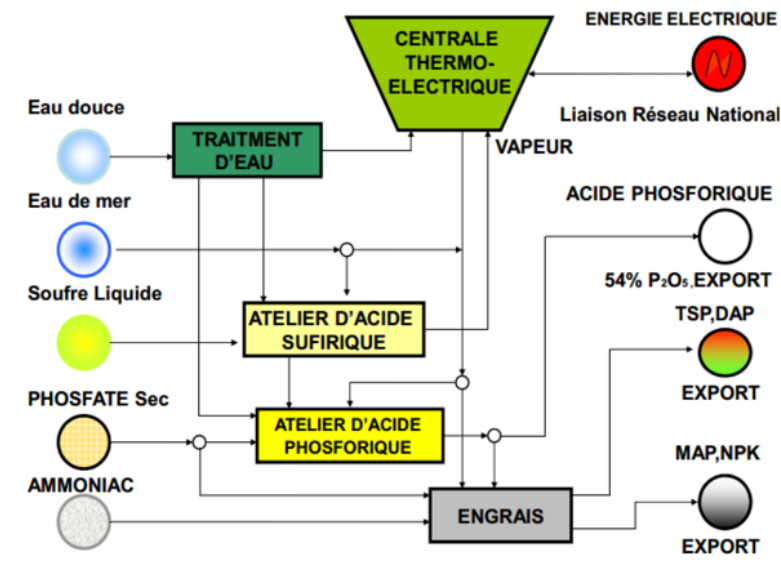 ENERGIE ELECTRIQUE
CENTRALE
THERMO-
ELECTRIQUE
Liaison Réseau National
Eau douce
TRAITMENT
D'EAU
VAPEUR
Eau de mer
ACIDE PHOSFORIQUE
54% P₂O₅,EXPORT
Soufre Liquide
ATELIER D'ACIDE
SUFIRIQUE
TSP,DAP
EXPORT
PHOSFATE Sec
ATELIER D'ACIDE
PHOSFORIQUE
MAP,NPK
AMMONIAC
ENGRAIS
EXPORT